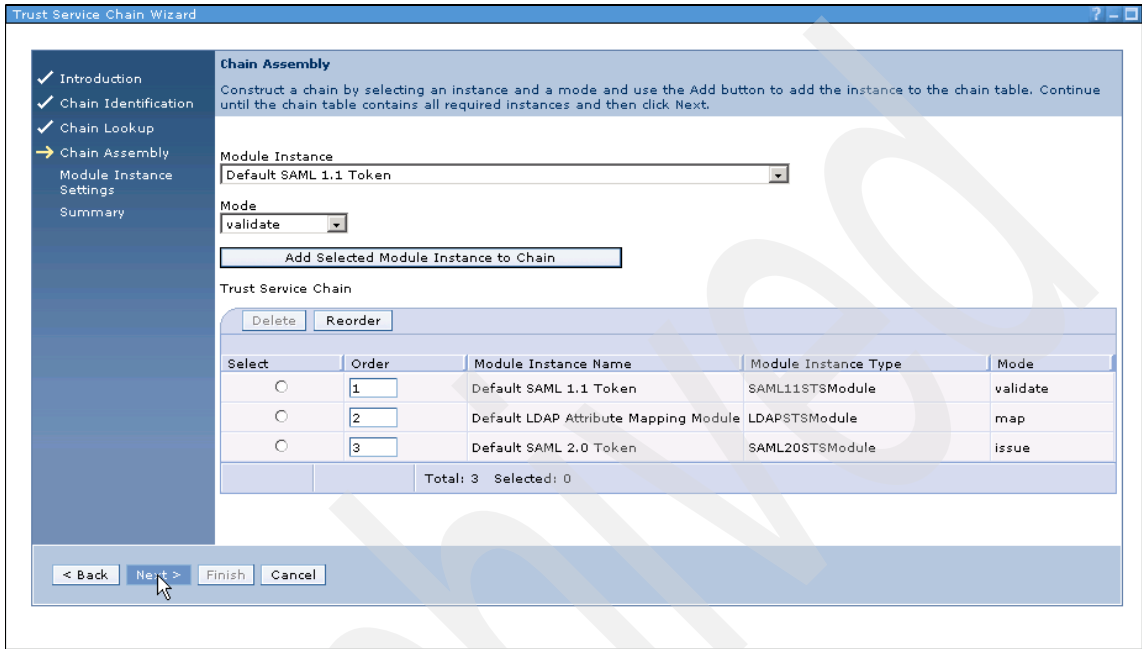 Trust Service Chain Wizard
?
Introduction
Chain Identification
Chain Lookup
Chain Assembly
Module Instance
Settings
Summary
Chain Assembly
Construct a chain by selecting an instance and a mode and use the Add button to add the instance to the chain table. Continue
until the chain table contains all required instances and then click Next.
Module Instance
Default SAML 1.1 Token
Mode
validate
Add Selected Module Instance to Chain
Trust Service Chain
Delete Reorder
Select Order Module Instance Name Module Instance Type Mode
1 Default SAML 1.1 Token SAML11STSModule validate
2 Default LDAP Attribute Mapping Module LDAPSTSModule map
3 Default SAML 2.0 Token SAML20STSModule issue
Total: 3 Selected: 0
< Back Next > Finish Cancel